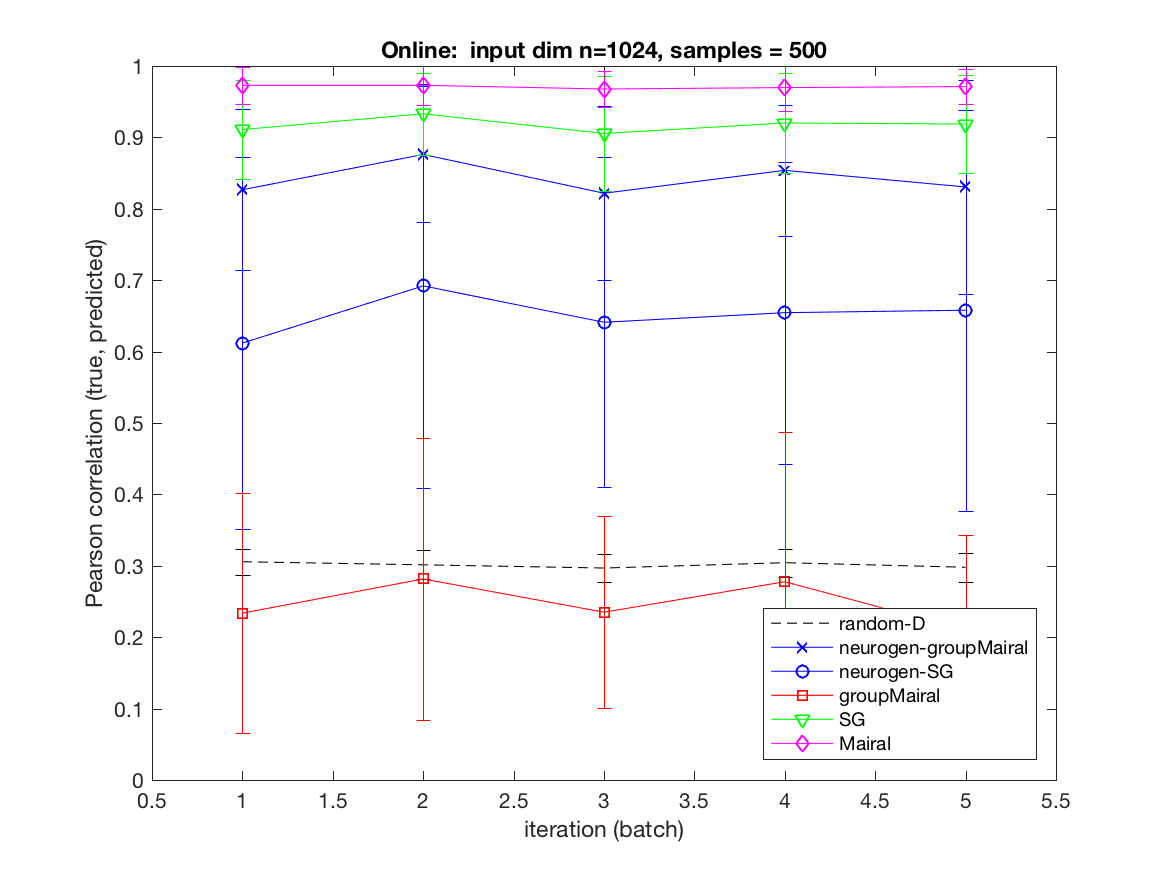 Online:  input dim n=1024, samples = 500
Pearson correlation (true, predicted)
1
0.9
0.8
0.7
0.6
0.5
0.4
0.3
0.2
0.1
0
random-D
neurogen-groupMairal
neurogen-SG
groupMairal
SG
Mairal
0.5 1 1.5 2 2.5 3 3.5 4 4.5 5 5.5
iteration (batch)